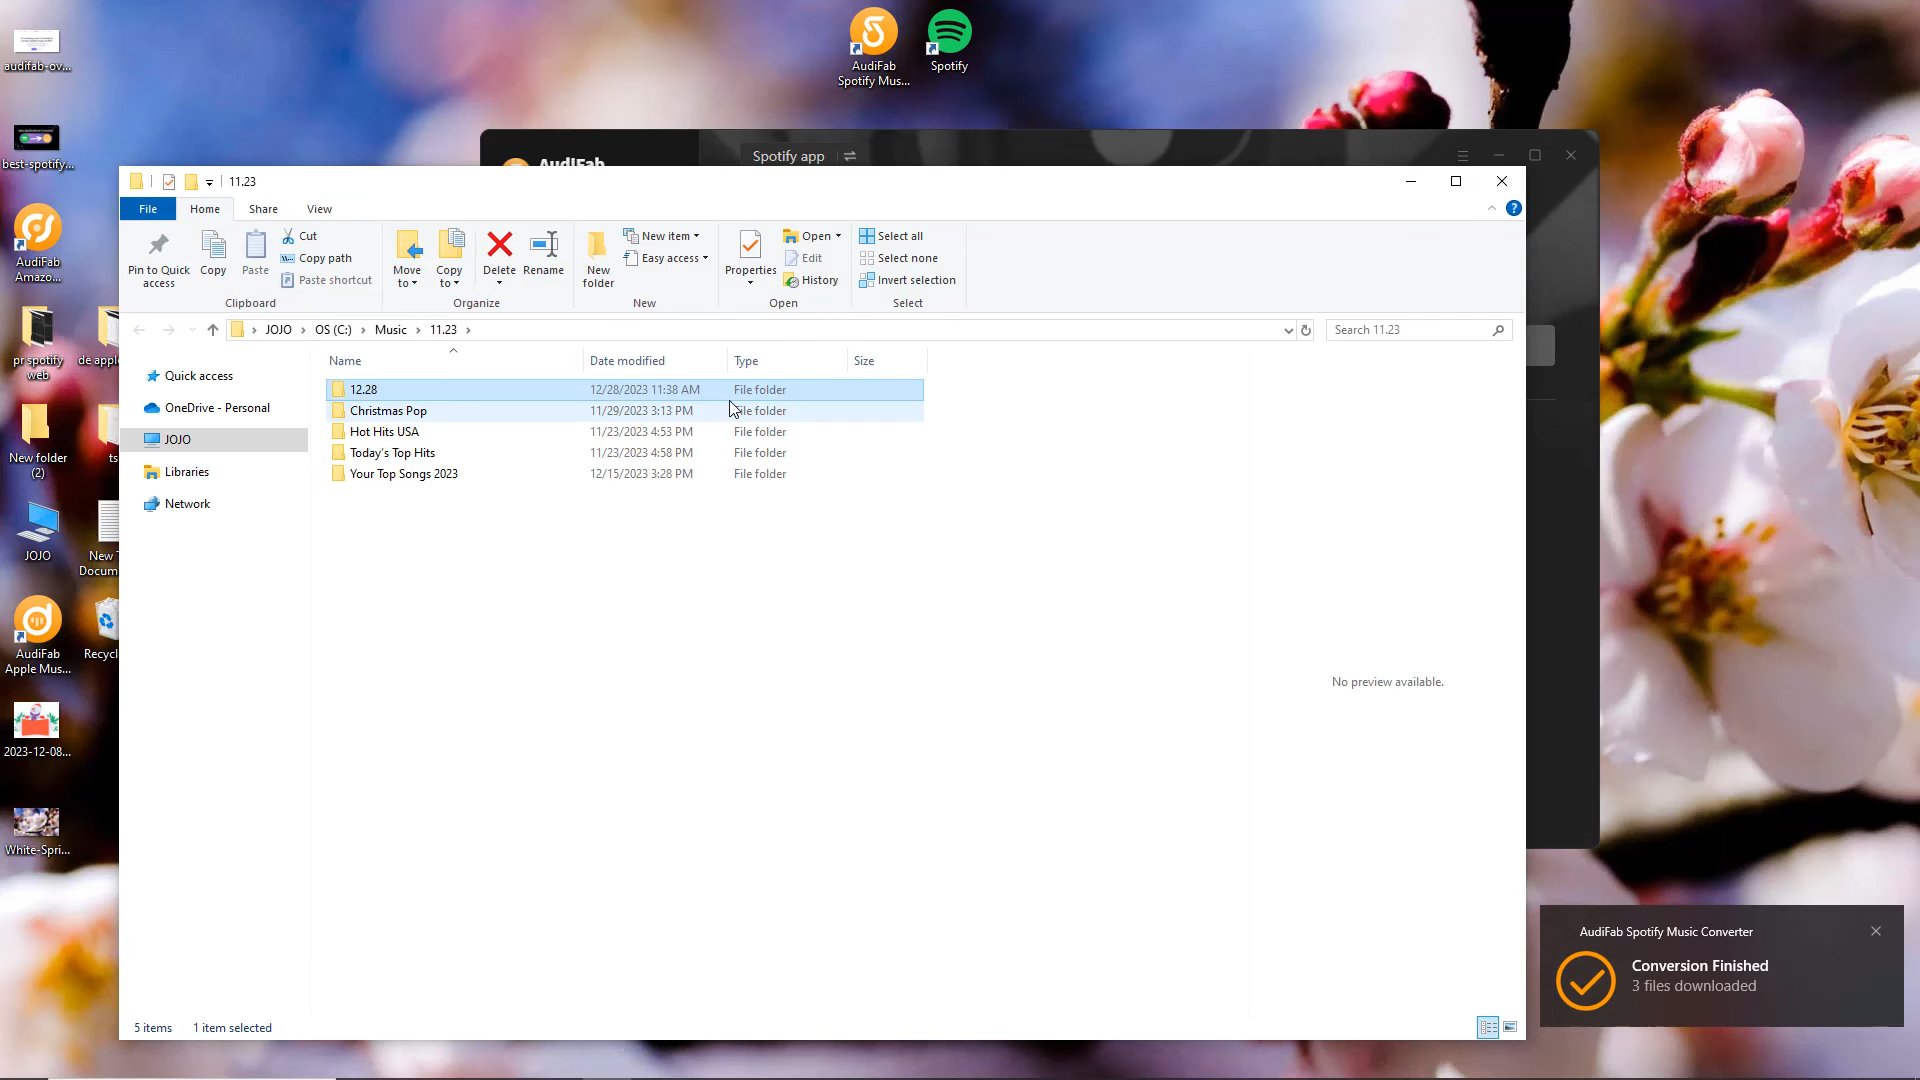 audifab-ov...
best-spotify...
AudiFab
Amazo...
pr spotify
web
de apple
New folder
(2)
ts
JOJO
New T
Docum
AudiFab
Apple Mus...
Recycl
2023-12-08...
White-Spri...
AudiFab
Spotify Mus...
Spotify
AudiFab
Spotify app
11.23
File
Home
Share
View
Pin to Quick
access
Copy
Paste
Cut
Copy path
Paste shortcut
Clipboard
Move
to
Copy
to
Delete
Rename
Organize
New
folder
New item
Easy access
New
Properties
Open
Edit
History
Open
Select all
Select none
Invert selection
Select
JOJO
OS (C:)
Music
11.23
Search 11.23
Quick access
OneDrive - Personal
JOJO
Libraries
Network
Name Date modified Type Size
12.28 12/28/2023 11:38 AM File folder
Christmas Pop 11/29/2023 3:13 PM File folder
Hot Hits USA 11/23/2023 4:53 PM File folder
Today's Top Hits 11/23/2023 4:58 PM File folder
Your Top Songs 2023 12/15/2023 3:28 PM File folder
No preview available.
5 items 1 item selected
AudiFab Spotify Music Converter
Conversion Finished
3 files downloaded